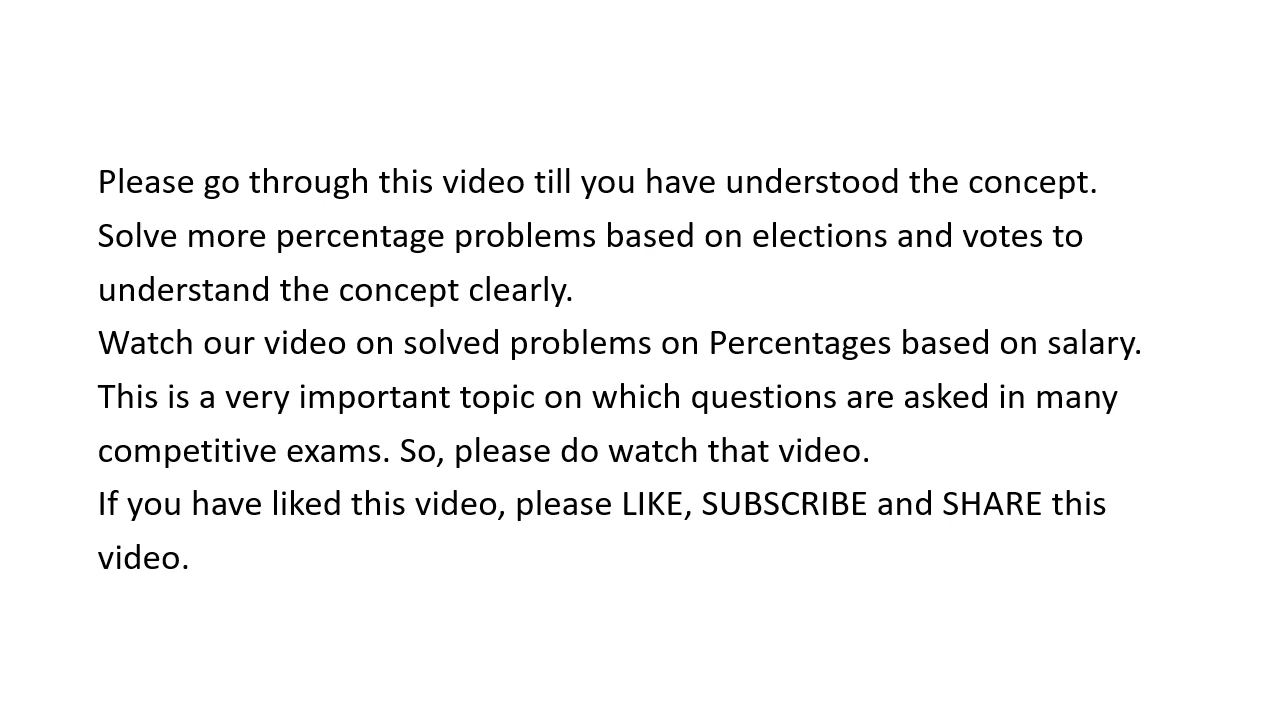 Please go through this video till you have understood the concept.
Solve more percentage problems based on elections and votes to
understand the concept clearly.
Watch our video on solved problems on Percentages based on salary.
This is a very important topic on which questions are asked in many
competitive exams. So, please do watch that video.
If you have liked this video, please LIKE, SUBSCRIBE and SHARE this
video.